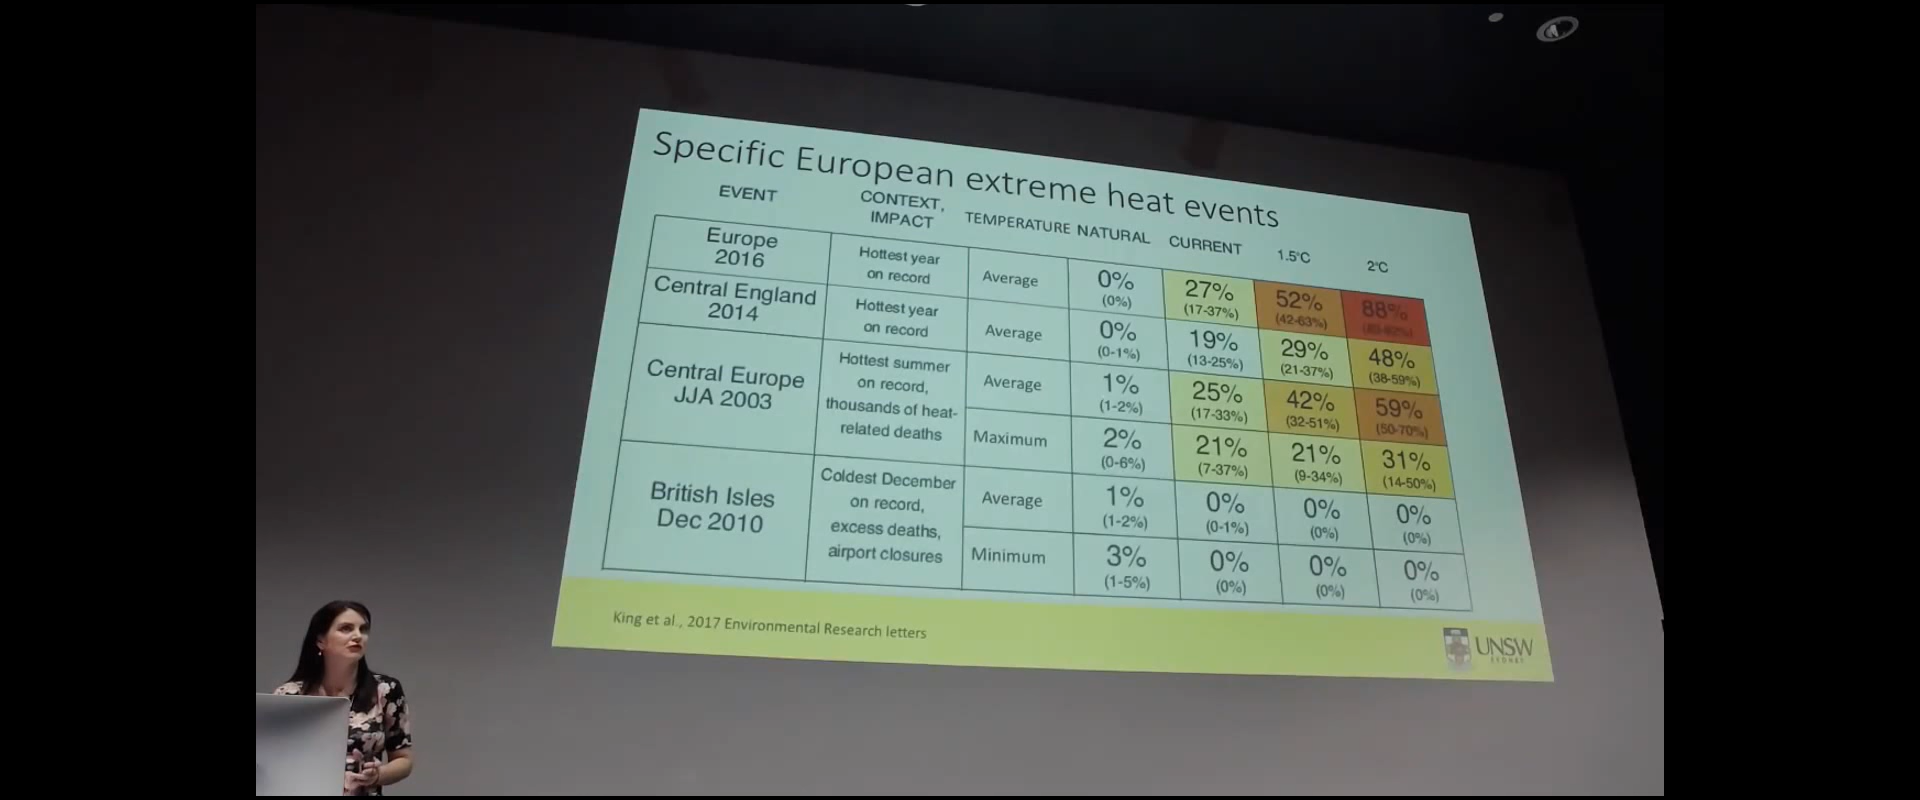 Specific European extreme heat events
EVENT
CONTEXT,
IMPACT
TEMPERATURE
NATURAL
CURRENT
1.5°C
2°C
Europe
2016
Hottest year
on record
Average
0%
(0%)
27%
(17-37%)
52%
(42-63%)
88%
Central England
2014
Hottest year
on record
Average
0%
(0-1%)
19%
(13-25%)
29%
(21-37%)
48%
(38-59%)
Central Europe
JJA 2003
Hottest summer
on record,
thousands of heat-
related deaths
Average
1%
(1-2%)
25%
(17-33%)
42%
(32-51%)
59%
(50-70%)
Maximum
2%
(0-6%)
21%
(7-37%)
21%
(9-34%)
31%
(14-50%)
British Isles
Dec 2010
Coldest December
on record,
excess deaths,
airport closures
Average
1%
(1-2%)
0%
(0-1%)
0%
(0%)
0%
(0%)
Minimum
3%
(1-5%)
0%
(0%)
0%
(0%)
0%
(0%)
King et al., 2017 Environmental Research letters
UNSW
SYDNEY